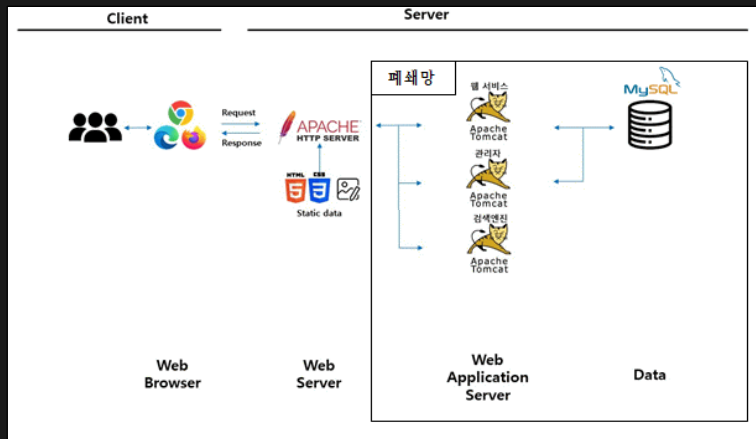 Client
Server
폐쇄망
웹 서비스
MySQL
Request
APACHE
HTTP SERVER
Response
Apache
Tomcat
관리자
HTML
CSS
Static data
Apache
Tomcat
검색엔진
Apache
Tomcat
Web
Browser
Web
Server
Web
Application
Server
Data